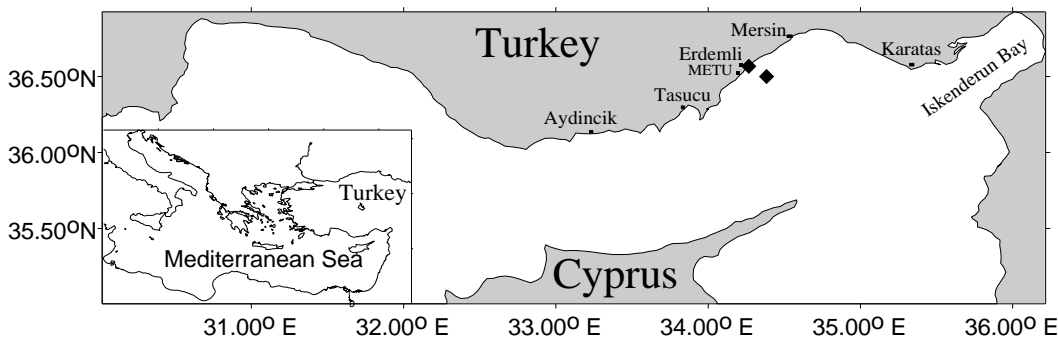 Turkey
Mersin
Erdemli
METU
Karatas
Iskenderun Bay
Tasucu
Aydincik
36.50ºN
36.00ºN
35.50ºN
Turkey
Mediterranean Sea
Cyprus
31.00º E
32.00º E
33.00º E
34.00º E
35.00º E
36.00º E